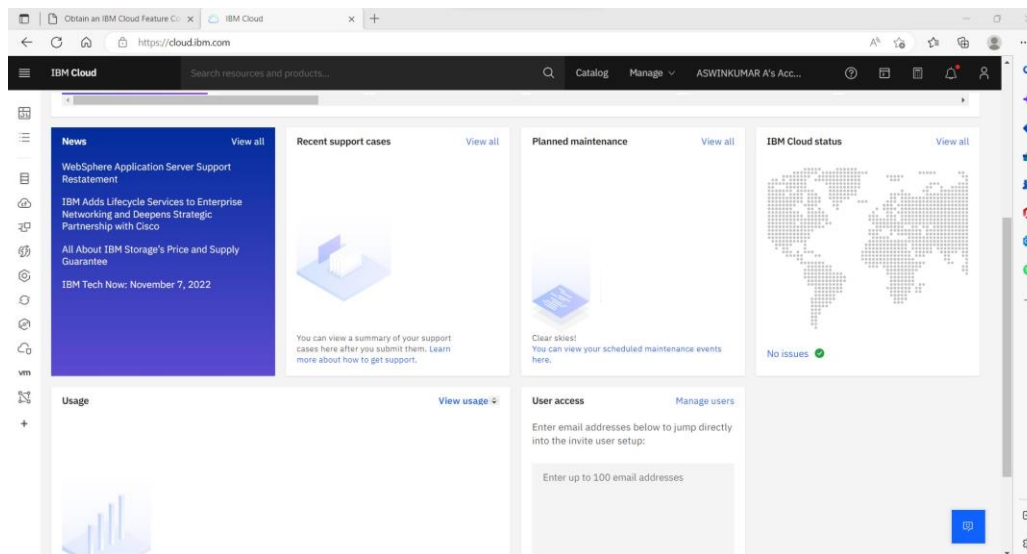 Obtain an IBM Cloud Feature Co
IBM Cloud
https://cloud.ibm.com
IBM Cloud
Search resources and products...
Catalog
Manage
ASWINKUMAR A's Acc...
News
View all
WebSphere Application Server Support
Restatement
IBM Adds Lifecycle Services to Enterprise
Networking and Deepens Strategic
Partnership with Cisco
All About IBM Storage's Price and Supply
Guarantee
IBM Tech Now: November 7, 2022
Recent support cases
View all
You can view a summary of your support
cases here after you submit them. Learn
more about how to get support.
Planned maintenance
View all
Clear skies!
You can view your scheduled maintenance events
here.
IBM Cloud status
View all
No issues
vm
Usage
View usage
User access
Manage users
Enter email addresses below to jump directly
into the invite user setup:
Enter up to 100 email addresses